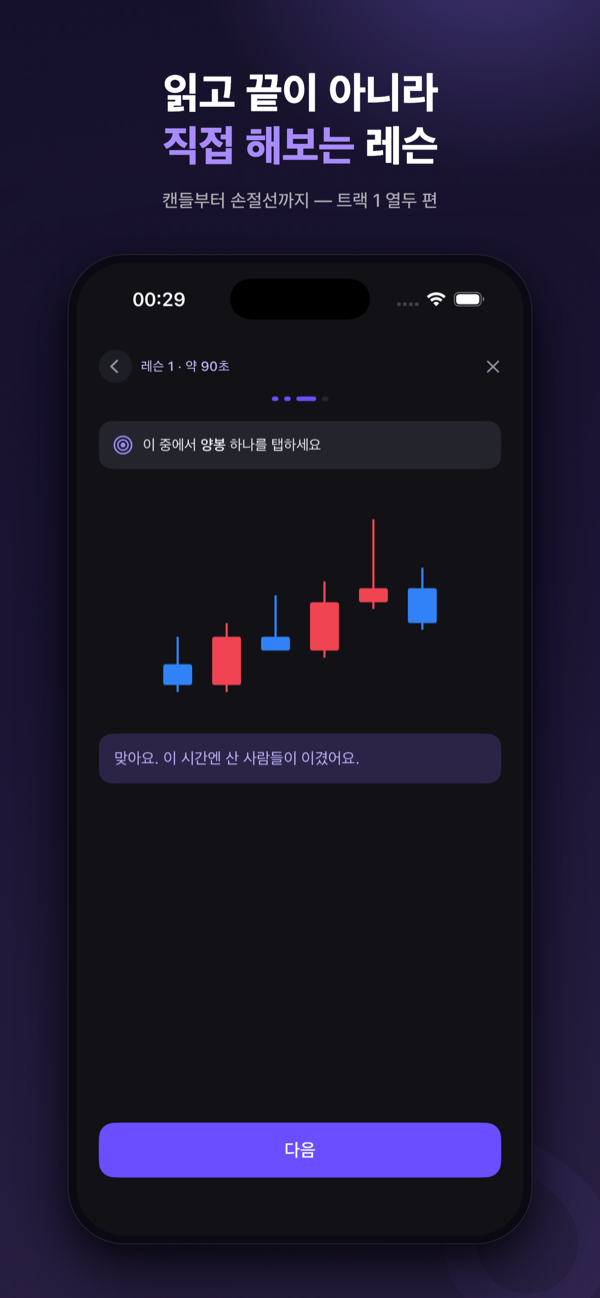 읽고 끝이 아니라
직접 해보는 레슨
캔들부터 손절선까지 — 트랙 1 열두 편
00:29
레슨 1 · 약 90초
이 중에서 양봉 하나를 탭하세요
맞아요. 이 시간엔 산 사람들이 이겼어요.
다음